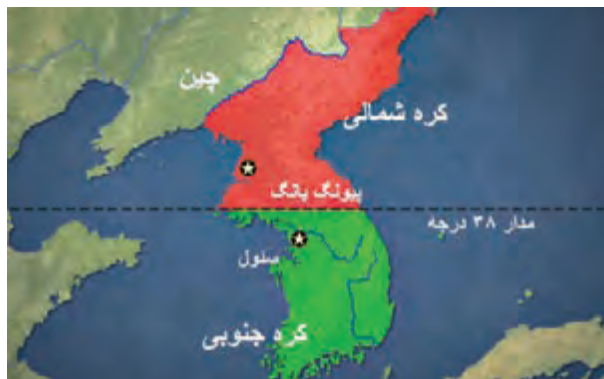 چین
کره شمالی
پیونگ یانگ
مدار ۳۸ درجه
سئول
کره جنوبی